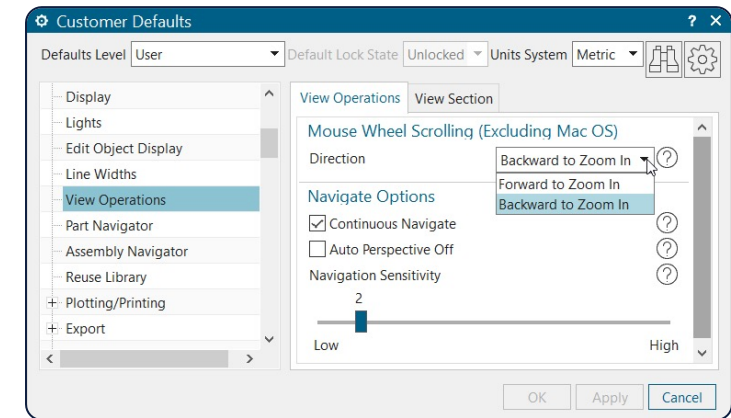 Customer Defaults ? ×
Defaults Level User Default Lock State Unlocked Units System Metric
Display
Lights
Edit Object Display
Line Widths
View Operations
Part Navigator
Assembly Navigator
Reuse Library
Plotting/Printing
Export
View Operations View Section
Mouse Wheel Scrolling (Excluding Mac OS)
Direction Backward to Zoom In ?
Forward to Zoom In
Backward to Zoom In
Navigate Options
Continuous Navigate ?
Auto Perspective Off ?
Navigation Sensitivity ?
2
Low High
OK Apply Cancel